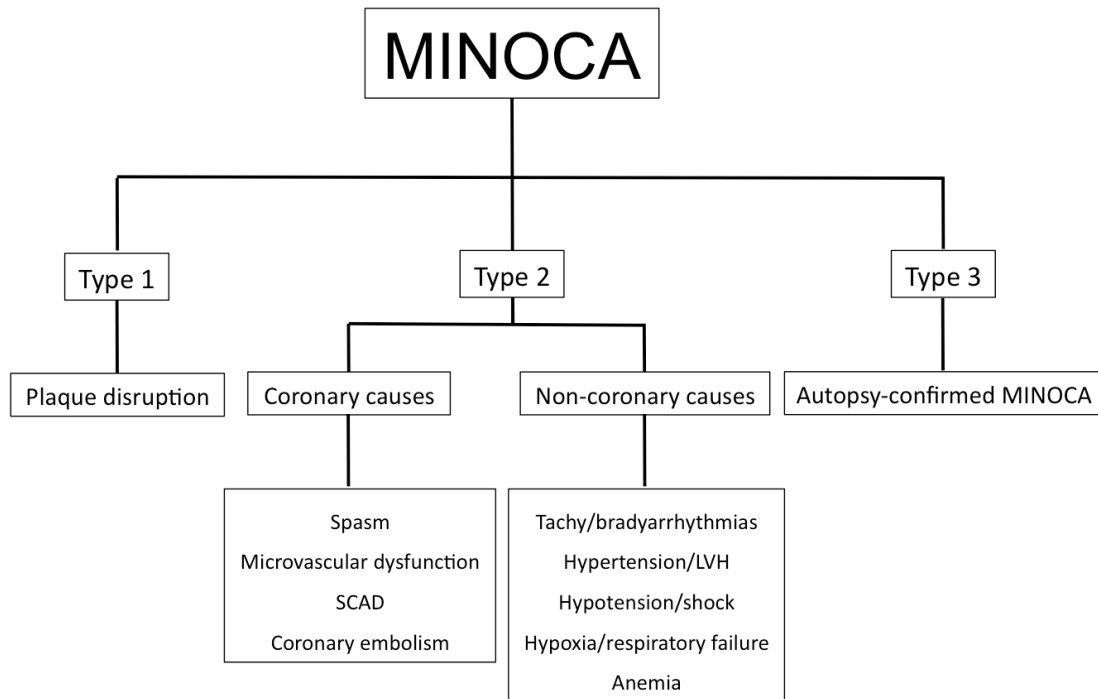 MINOCA
Type 1
Type 2
Type 3
Plaque disruption
Coronary causes
Non-coronary causes
Autopsy-confirmed MINOCA
Spasm
Microvascular dysfunction
SCAD
Coronary embolism
Tachy/bradyarrhythmias
Hypertension/LVH
Hypotension/shock
Hypoxia/respiratory failure
Anemia